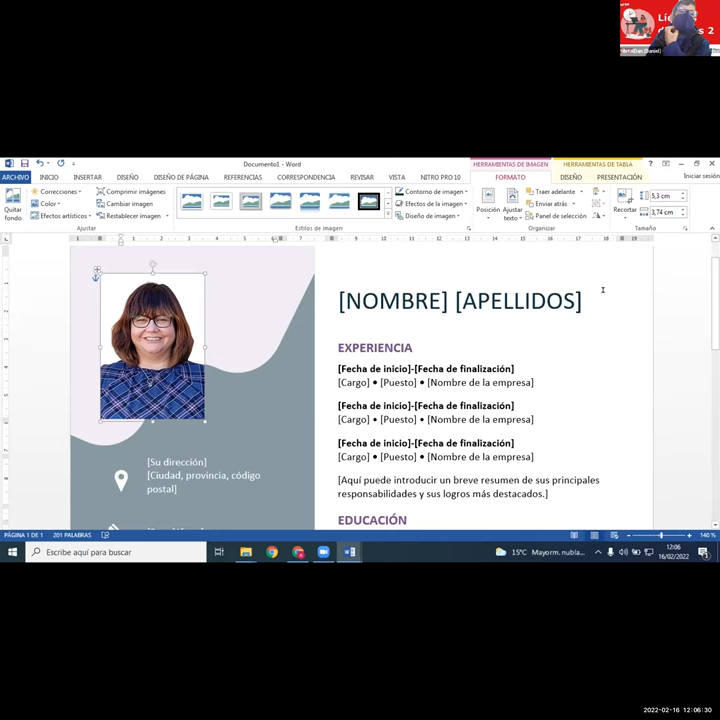 Documento1 - Word
HERRAMIENTAS DE IMAGEN
HERRAMIENTAS DE TABLA
ARCHIVO
INICIO
INSERTAR
DISEÑO
DISEÑO DE PÁGINA
REFERENCIAS
CORRESPONDENCIA
REVISAR
VISTA
NITRO PRO 10
FORMATO
DISEÑO
PRESENTACIÓN
Iniciar sesión
Quitar fondo
Correcciones
Color
Efectos artísticos
Comprimir imágenes
Cambiar imagen
Restablecer imagen
Ajustar
Estilos de imagen
Contorno de imagen
Efectos de la imagen
Diseño de imagen
Posición
Ajustar texto
Traer adelante
Enviar atrás
Panel de selección
Organizar
Recortar
5,3 cm
3,74 cm
Tamaño
[NOMBRE] [APELLIDOS]
EXPERIENCIA
[Fecha de inicio]-[Fecha de finalización]
[Cargo] • [Puesto] • [Nombre de la empresa]
[Fecha de inicio]-[Fecha de finalización]
[Cargo] • [Puesto] • [Nombre de la empresa]
[Fecha de inicio]-[Fecha de finalización]
[Cargo] • [Puesto] • [Nombre de la empresa]
[Aquí puede introducir un breve resumen de sus principales
responsabilidades y sus logros más destacados.]
EDUCACIÓN
[Su dirección]
[Ciudad, provincia, código
postal]
PÁGINA 1 DE 1
201 PALABRAS
140 %
Escribe aquí para buscar
15°C Mayorm. nubla...
12:06
16/02/2022
2022-02-16 12:06:30